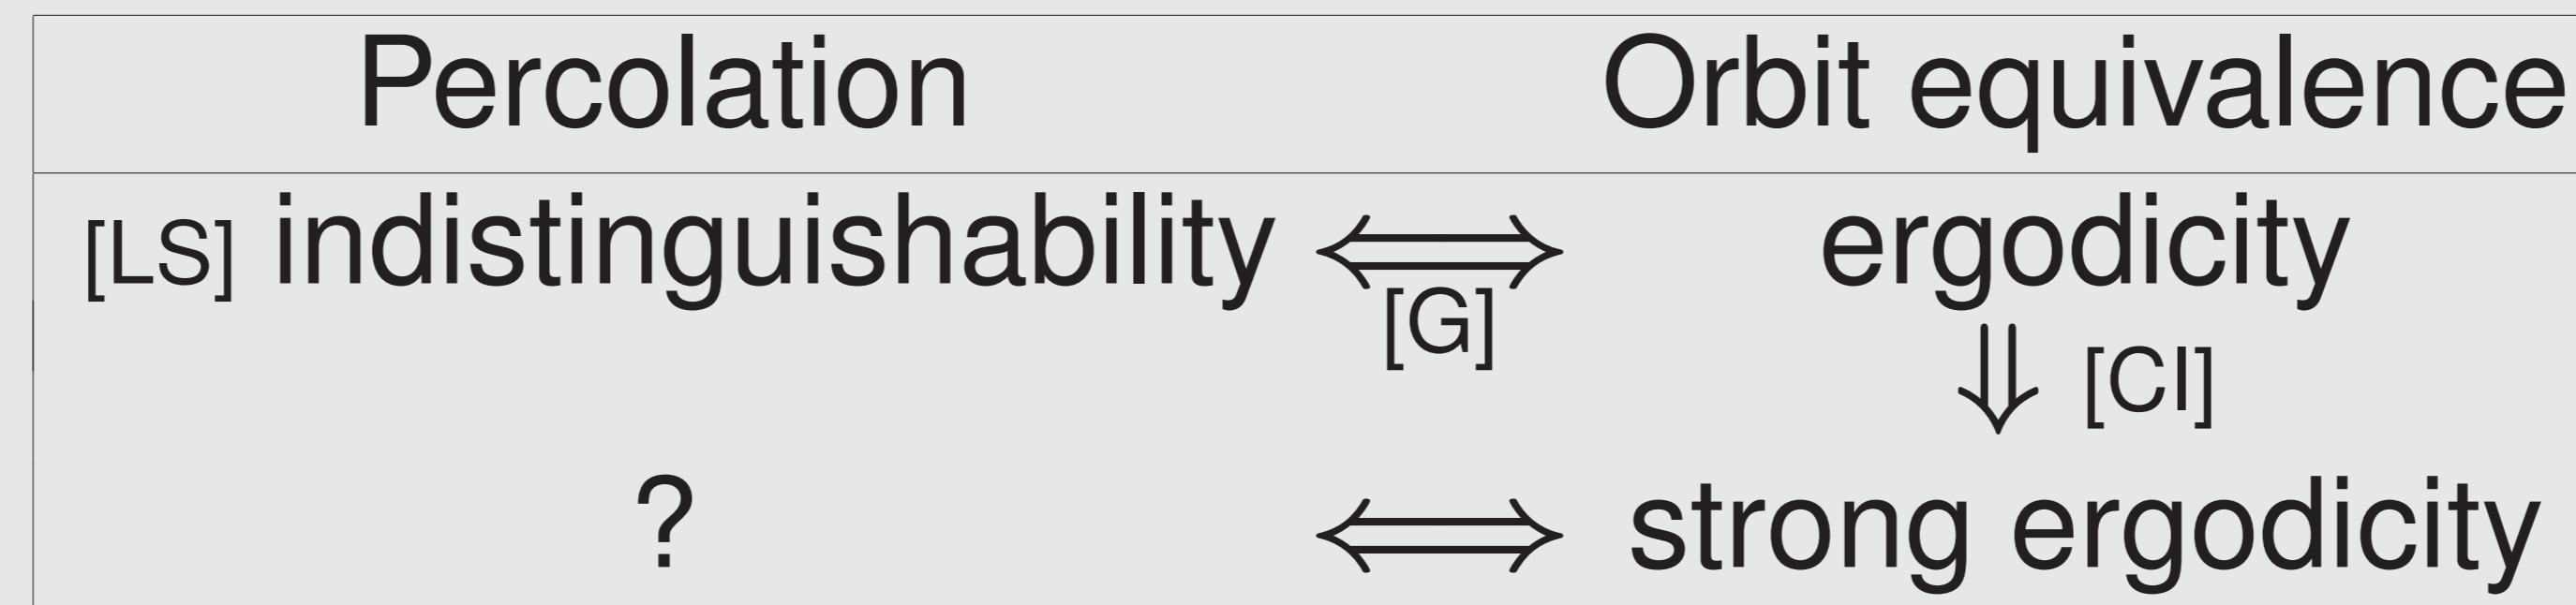 Percolation Orbit equivalence
[LS] indistinguishability ⟺ ergodicity
[G]
⇓ [CI]
? ⟺ strong ergodicity